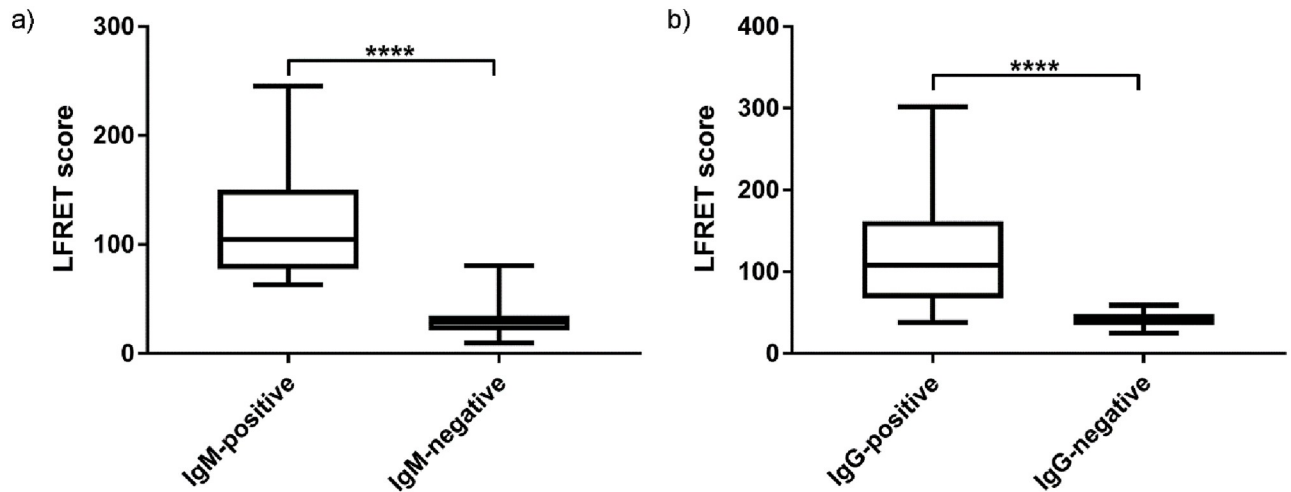 a)
LFRET score
300
200
100
0
****
IgM-positive
IgM-negative
b)
LFRET score
400
300
200
100
0
****
IgG-positive
IgG-negative